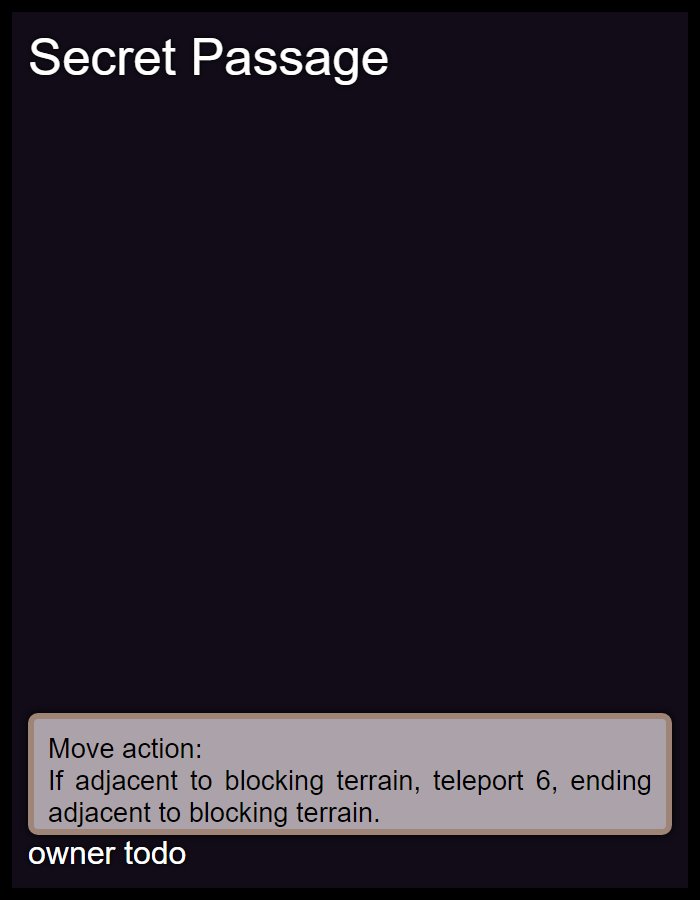 Secret Passage
Move action:
If adjacent to blocking terrain, teleport 6, ending
adjacent to blocking terrain.
owner todo